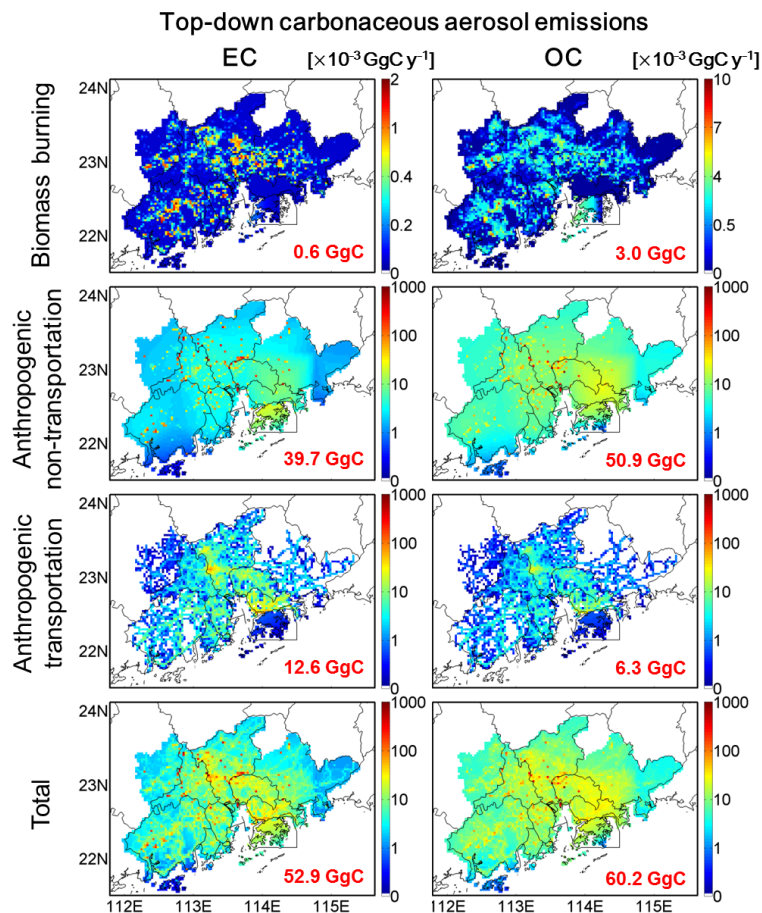 Top-down carbonaceous aerosol emissions
EC [×10⁻³ GgC y⁻¹] OC [×10⁻³ GgC y⁻¹]
Biomass burning
24N
23N
22N
0.6 GgC
2
1
0.4
0.2
0
3.0 GgC
10
7
4
0.5
0
Anthropogenic
non-transportation
24N
23N
22N
39.7 GgC
1000
100
10
1
0
50.9 GgC
1000
100
10
1
0
Anthropogenic
transportation
24N
23N
22N
12.6 GgC
1000
100
10
1
0
6.3 GgC
1000
100
10
1
0
Total
24N
23N
22N
52.9 GgC
1000
100
10
1
0
60.2 GgC
1000
100
10
1
0
112E 113E 114E 115E 112E 113E 114E 115E